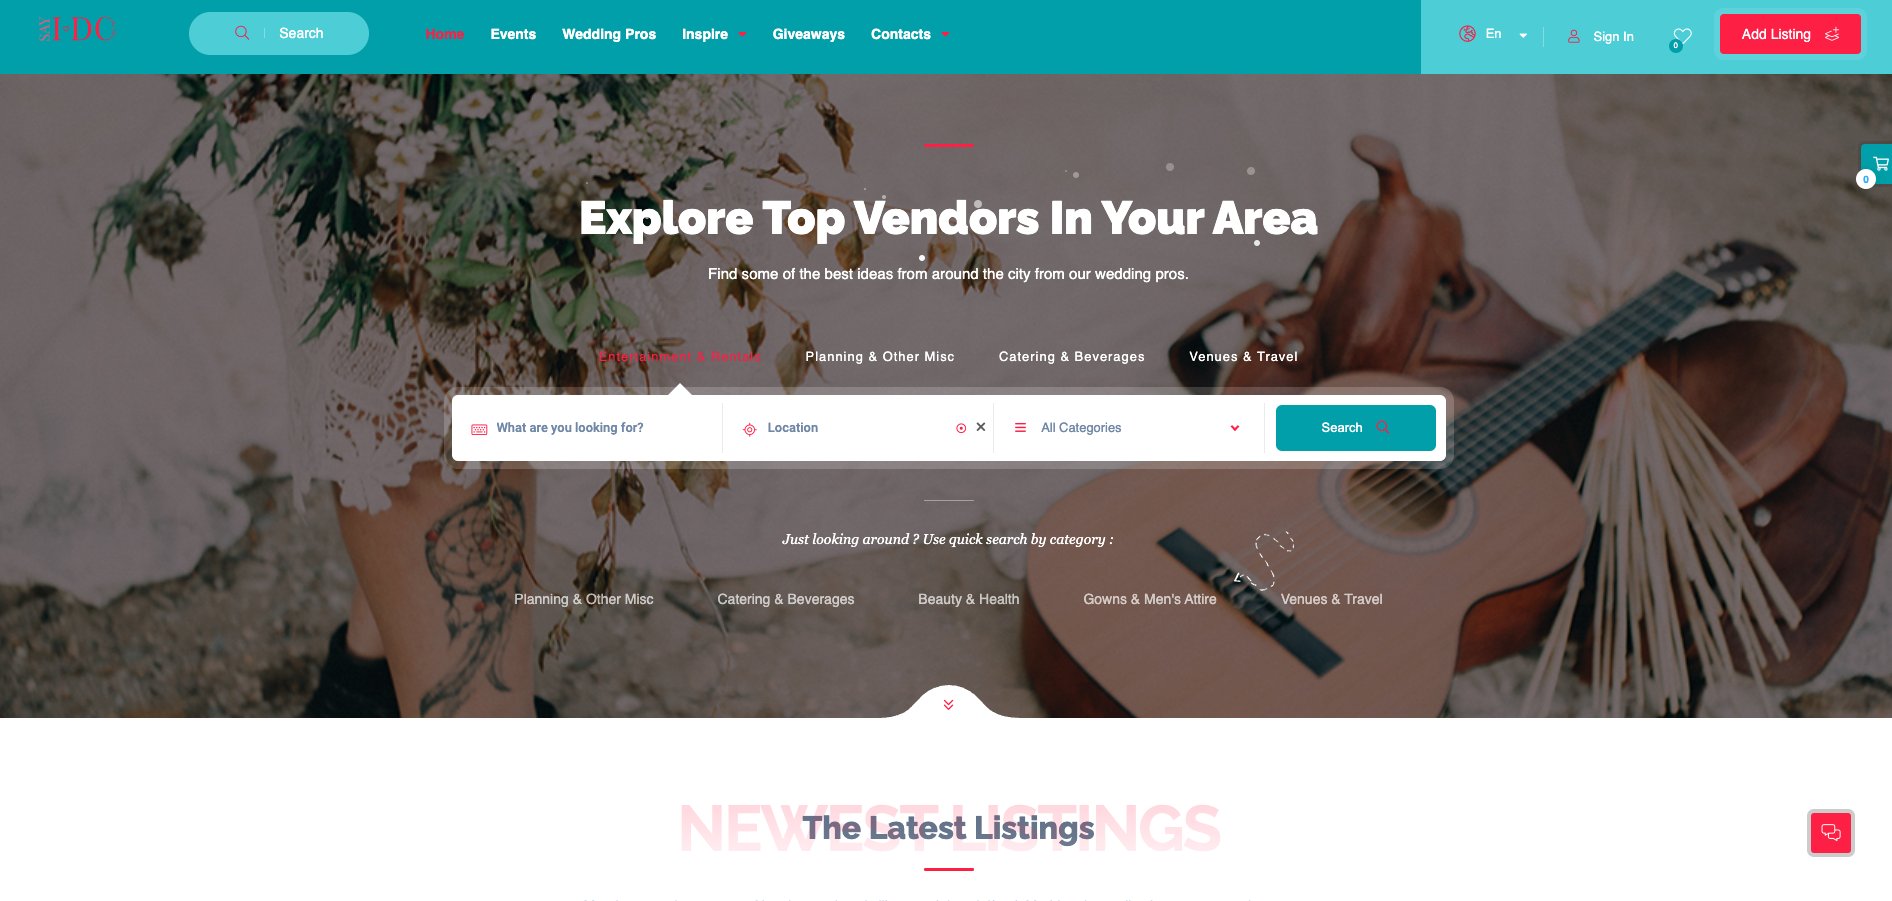 SAY I DO
Search
Home
Events
Wedding Pros
Inspire
Giveaways
Contacts
En
Sign In
0
Add Listing
0
Explore Top Vendors In Your Area
Find some of the best ideas from around the city from our wedding pros.
Entertainment & Rentals
Planning & Other Misc
Catering & Beverages
Venues & Travel
What are you looking for?
Location
All Categories
Search
Just looking around ? Use quick search by category :
Planning & Other Misc
Catering & Beverages
Beauty & Health
Gowns & Men's Attire
Venues & Travel
NEWEST LISTINGS
The Latest Listings